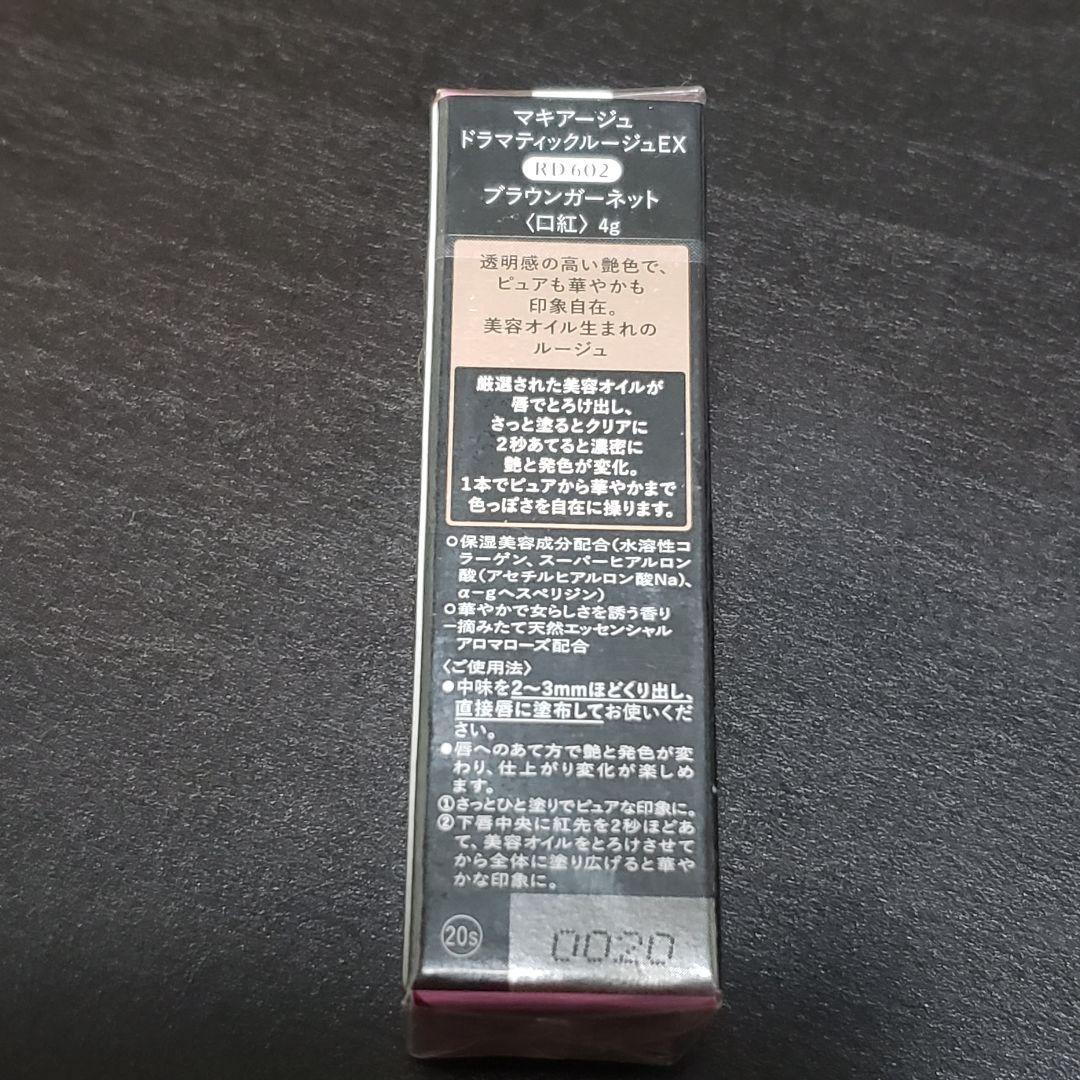 マキアージュ
ドラマティックルージュEX
RD 602
ブラウンガーネット
〈口紅〉 4g
透明感の高い艶色で、
ピュアも華やかも
印象自在。
美容オイル生まれの
ルージュ
厳選された美容オイルが
唇でとろけ出し、
さっと塗るとクリアに
2秒あてると濃密に
艶と発色が変化。
1本でピュアから華やかまで
色っぽさを自在に操ります。
○保湿美容成分配合(水溶性コ
ラーゲン、スーパーヒアルロン
酸(アセチルヒアルロン酸Na)、
α-gヘスペリジン)
○華やかで女らしさを誘う香り
−摘みたて天然エッセンシャル
アロマローズ配合
〈ご使用法〉
●中味を2〜3mmほどくり出し、
直接唇に塗布してお使いくだ
さい。
●唇へのあて方で艶と発色が変
わり、仕上がり変化が楽しめ
ます。
①さっとひと塗りでピュアな印象に。
②下唇中央に紅先を2秒ほどあ
て、美容オイルをとろけさせて
から全体に塗り広げると華や
かな印象に。
20s
0020